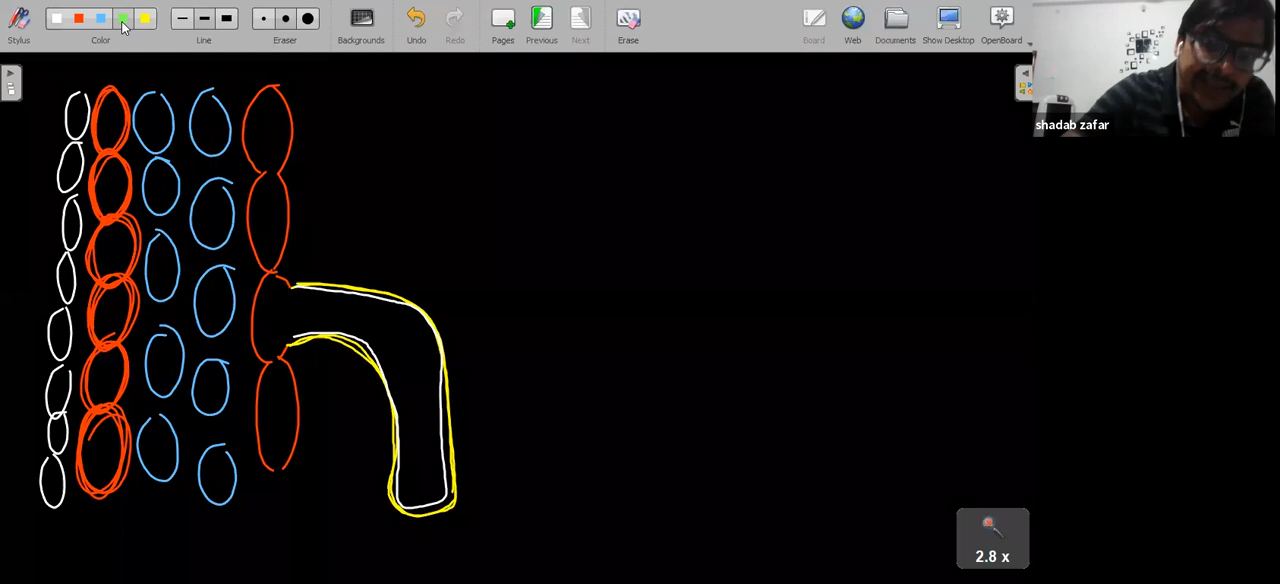 Stylus
Color
Line
Eraser
Backgrounds
Undo
Redo
Pages
Previous
Next
Erase
Board
Web
Documents
Show Desktop
OpenBoard
shadab zafar
2.8 x